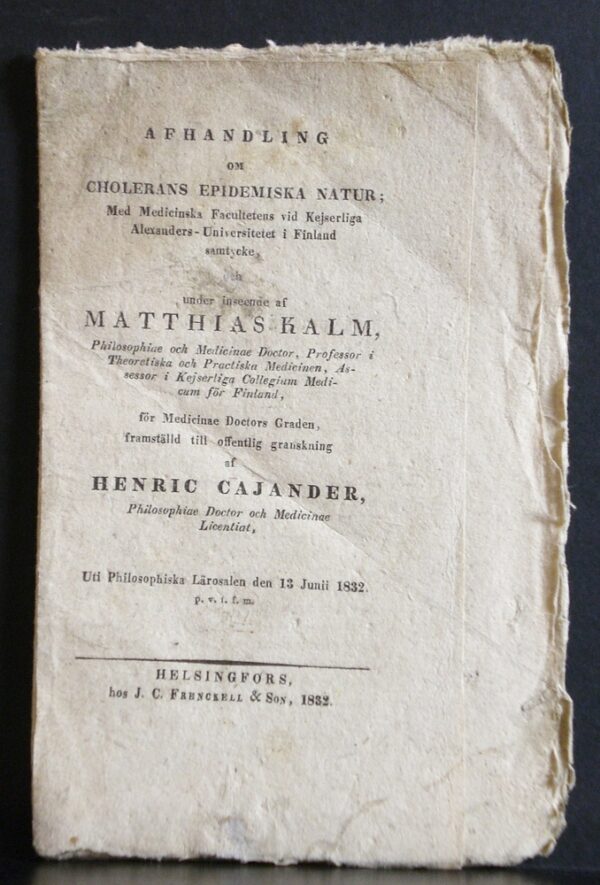 AFHANDLING
OM
CHOLERANS EPIDEMISKA NATUR;
Med Medicinska Facultetens vid Kejserliga
Alexanders-Universitetet i Finland
samtycke,
och
under inseende af
MATTHIAS KALM,
Philosophiae och Medicinae Doctor, Professor i
Theoretiska och Practiska Medicinen, As-
sessor i Kejserliga Collegium Medi-
cum för Finland,
för Medicinae Doctors Graden,
framställd till offentlig granskning
af
HENRIC CAJANDER,
Philosophiae Doctor och Medicinae
Licentiat,
Uti Philosophiska Lärosalen den 13 Junii 1832.
p. v. t. f. m.
HELSINGFORS,
hos J. C. FRENCKELL & SON, 1832.